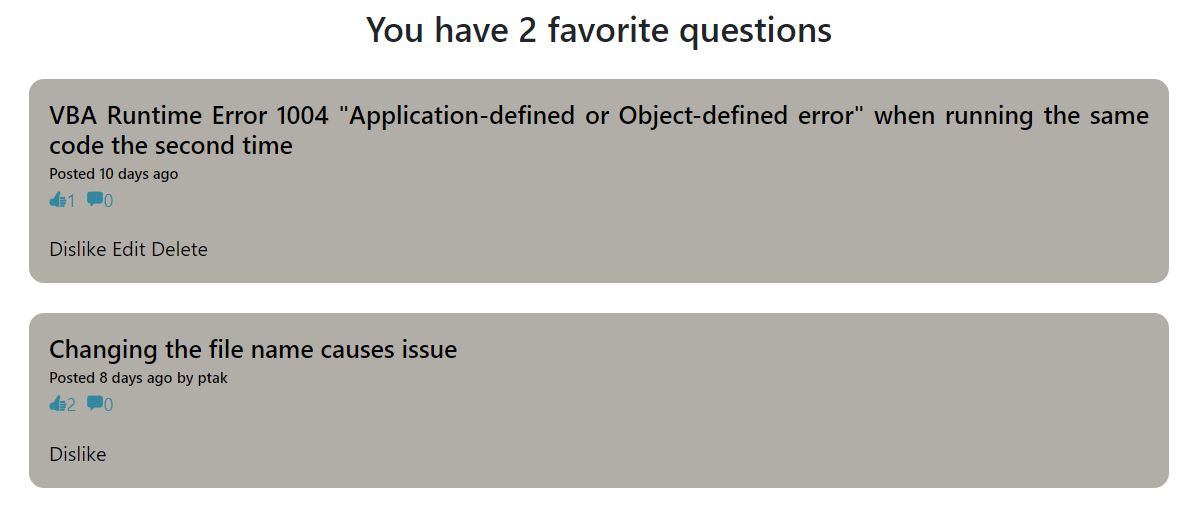 You have 2 favorite questions
VBA Runtime Error 1004 "Application-defined or Object-defined error" when running the same
code the second time
Posted 10 days ago
1 0
Dislike Edit Delete
Changing the file name causes issue
Posted 8 days ago by ptak
2 0
Dislike